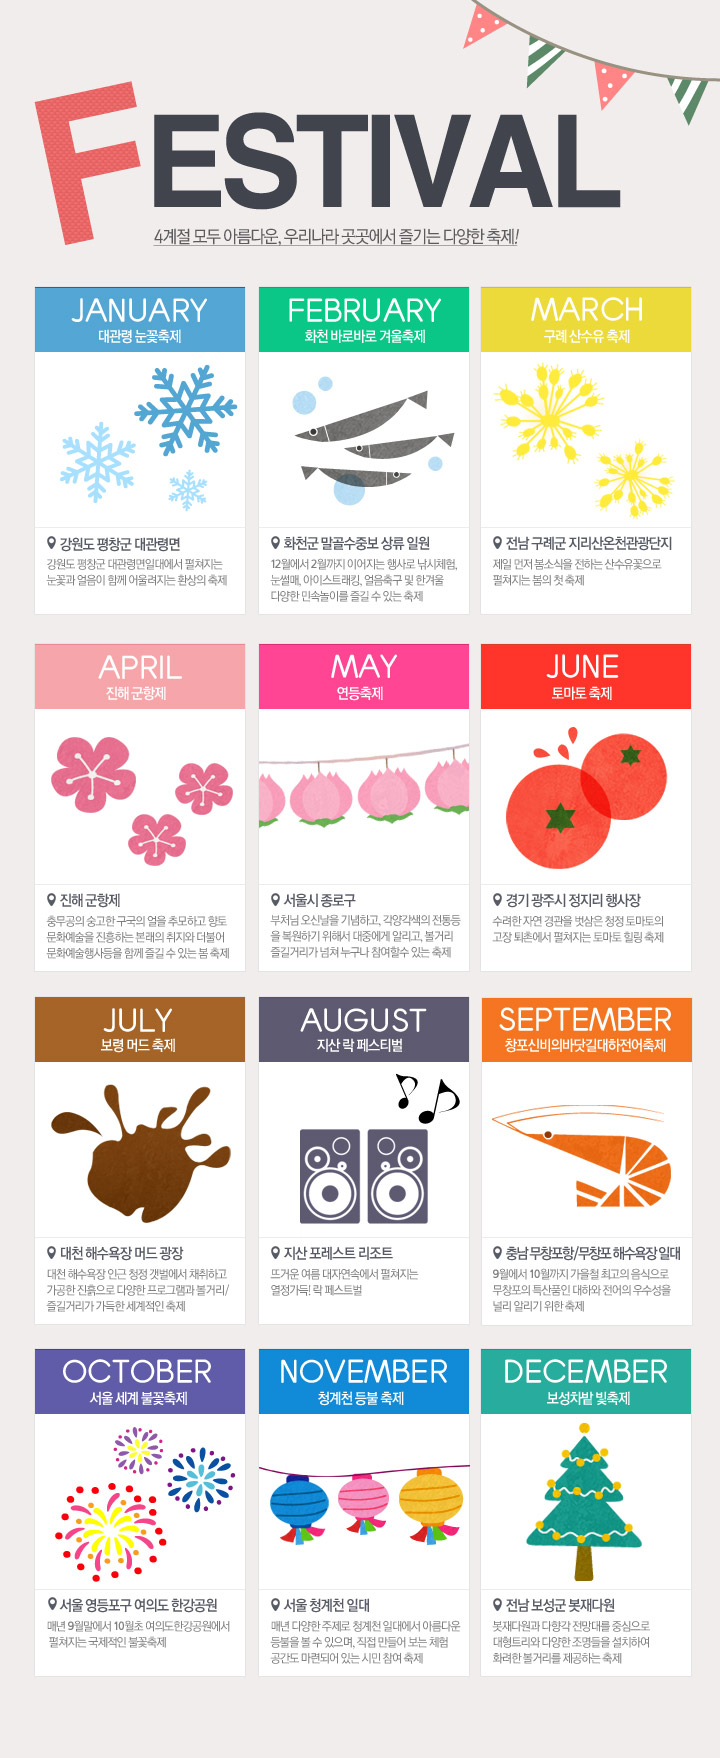 FESTIVAL
4계절 모두 아름다운, 우리나라 곳곳에서 즐기는 다양한 축제!
JANUARY
대관령 눈꽃축제
강원도 평창군 대관령면
강원도 평창군 대관령면일대에서 펼쳐지는
눈꽃과 얼음이 함께 어울려지는 환상의 축제
FEBRUARY
화천 바로바로 겨울축제
화천군 말골수중보 상류 일원
12월에서 2월까지 이어지는 행사로 낚시체험,
눈썰매, 아이스트래킹, 얼음축구 및 한겨울
다양한 민속놀이를 즐길 수 있는 축제
MARCH
구례 산수유 축제
전남 구례군 지리산온천관광단지
제일 먼저 봄소식을 전하는 산수유꽃으로
펼쳐지는 봄의 첫 축제
APRIL
진해 군항제
진해 군항제
충무공의 숭고한 구국의 얼을 추모하고 향토
문화예술을 진흥하는 본래의 취지와 더불어
문화예술행사등을 함께 즐길 수 있는 봄 축제
MAY
연등축제
서울시 종로구
부처님 오신날을 기념하고, 각양각색의 전통등
을 복원하기 위해서 대중에게 알리고, 볼거리
즐길거리가 넘쳐 누구나 참여할수 있는 축제
JUNE
토마토 축제
경기 광주시 정지리 행사장
수려한 자연 경관을 벗삼은 청정 토마토의
고장 퇴촌에서 펼쳐지는 토마토 힐링 축제
JULY
보령 머드 축제
대천 해수욕장 머드 광장
대천 해수욕장 인근 청정 갯벌에서 채취하고
가공한 진흙으로 다양한 프로그램과 볼거리/
즐길거리가 가득한 세계적인 축제
AUGUST
지산 락 페스티벌
지산 포레스트 리조트
뜨거운 여름 대자연속에서 펼쳐지는
열정가득! 락 페스트벌
SEPTEMBER
창포신비의바닷길대하전어축제
충남 무창포항/무창포 해수욕장 일대
9월에서 10월까지 가을철 최고의 음식으로
무창포의 특산품인 대하와 전어의 우수성을
널리 알리기 위한 축제
OCTOBER
서울 세계 불꽃축제
서울 영등포구 여의도 한강공원
매년 9월말에서 10월초 여의도한강공원에서
펼쳐지는 국제적인 불꽃축제
NOVEMBER
청계천 등불 축제
서울 청계천 일대
매년 다양한 주제로 청계천 일대에서 아름다운
등불을 볼 수 있으며, 직접 만들어 보는 체험
공간도 마련되어 있는 시민 참여 축제
DECEMBER
보성차밭 빛축제
전남 보성군 봇재다원
봇재다원과 다향각 전망대를 중심으로
대형트리와 다양한 조명들을 설치하여
화려한 볼거리를 제공하는 축제